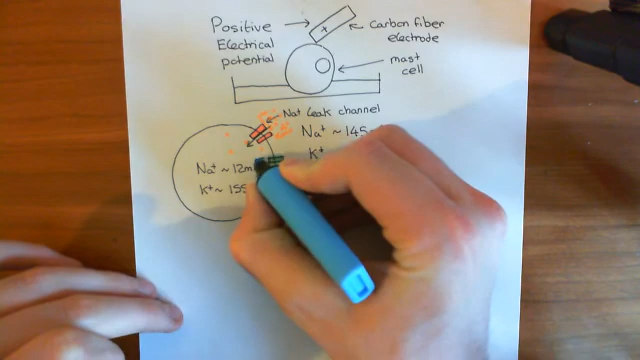 Positive
Electrical
potential
+
Carbon fiber
electrode
mast
cell
Na+ leak channel
Na+ ~ 145
K+
Na+ ~ 12m
K+ ~ 155